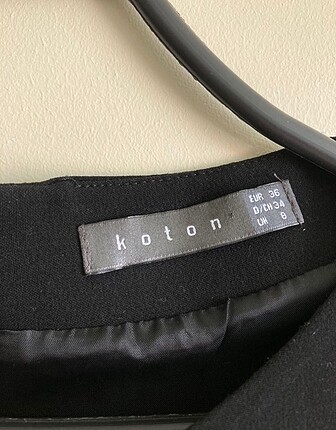 koton
EUR 36
D/CH 34
UK 8